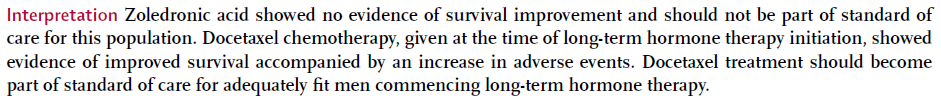 Interpretation Zoledronic acid showed no evidence of survival improvement and should not be part of standard of
care for this population. Docetaxel chemotherapy, given at the time of long-term hormone therapy initiation, showed
evidence of improved survival accompanied by an increase in adverse events. Docetaxel treatment should become
part of standard of care for adequately fit men commencing long-term hormone therapy.